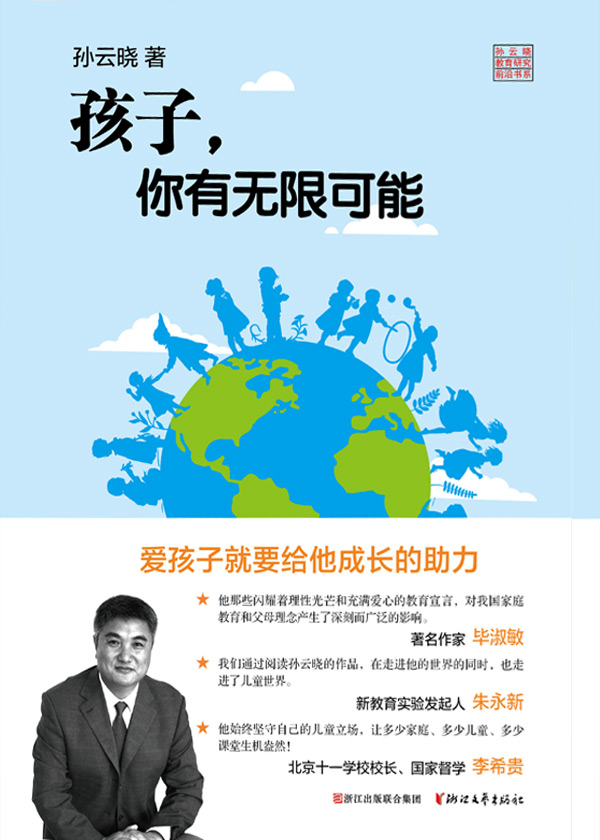 孙云晓 著
孙云晓
教育研究
前沿书系
孩子，
你有无限可能
爱孩子就要给他成长的助力
★ 他那些闪耀着理性光芒和充满爱心的教育宣言，对我国家庭
教育和父母理念产生了深刻而广泛的影响。
著名作家 毕淑敏
★ 我们通过阅读孙云晓的作品，在走进他的世界的同时，也走
进了儿童世界。
新教育实验发起人 朱永新
★ 他始终坚守自己的儿童立场，让多少家庭、多少儿童、多少
课堂生机盎然！
北京十一学校校长、国家督学 李希贵
浙江出版联合集团 浙江文艺出版社